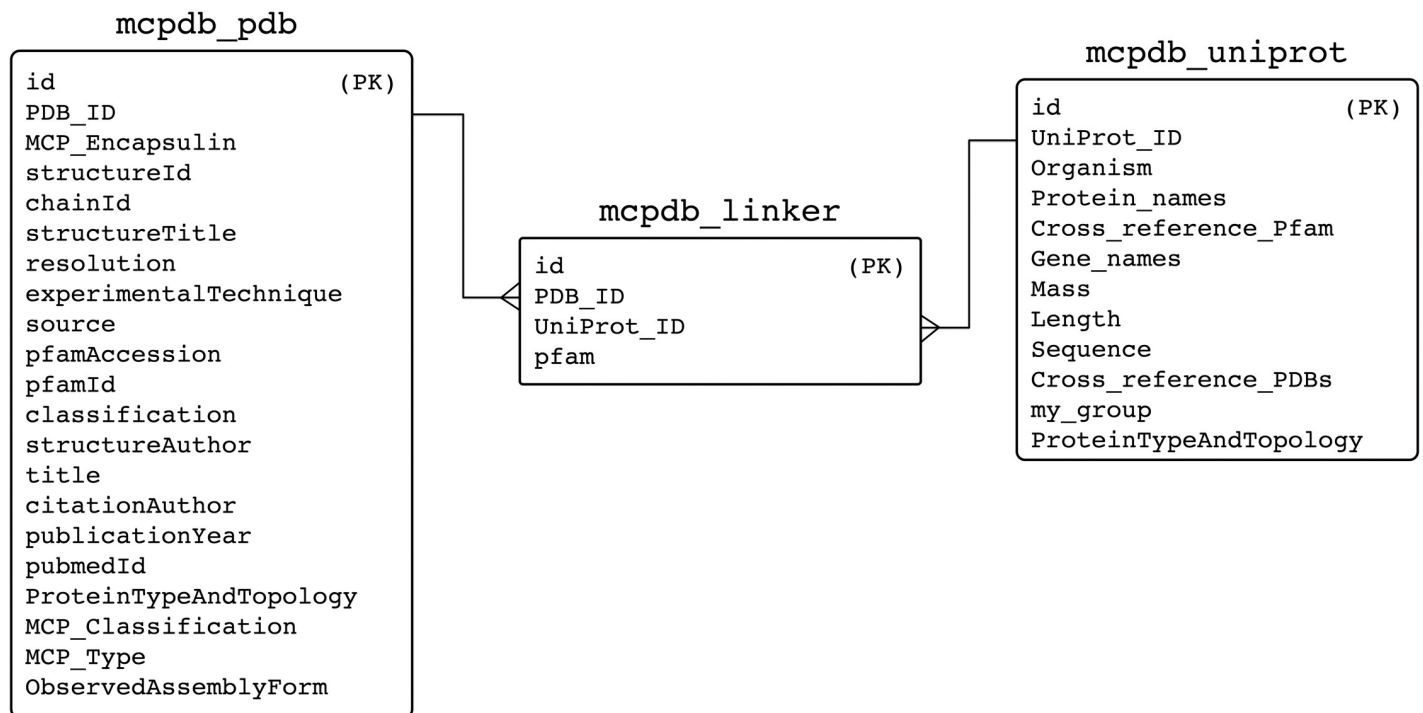 mcpdb_pdb
id (PK)
PDB_ID
MCP_Encapsulin
structureId
chainId
structureTitle
resolution
experimentalTechnique
source
pfamAccession
pfamId
classification
structureAuthor
title
citationAuthor
publicationYear
pubmedId
ProteinTypeAndTopology
MCP_Classification
MCP_Type
ObservedAssemblyForm
mcpdb_linker
id (PK)
PDB_ID
UniProt_ID
pfam
mcpdb_uniprot
id (PK)
UniProt_ID
Organism
Protein_names
Cross_reference_Pfam
Gene_names
Mass
Length
Sequence
Cross_reference_PDBs
my_group
ProteinTypeAndTopology